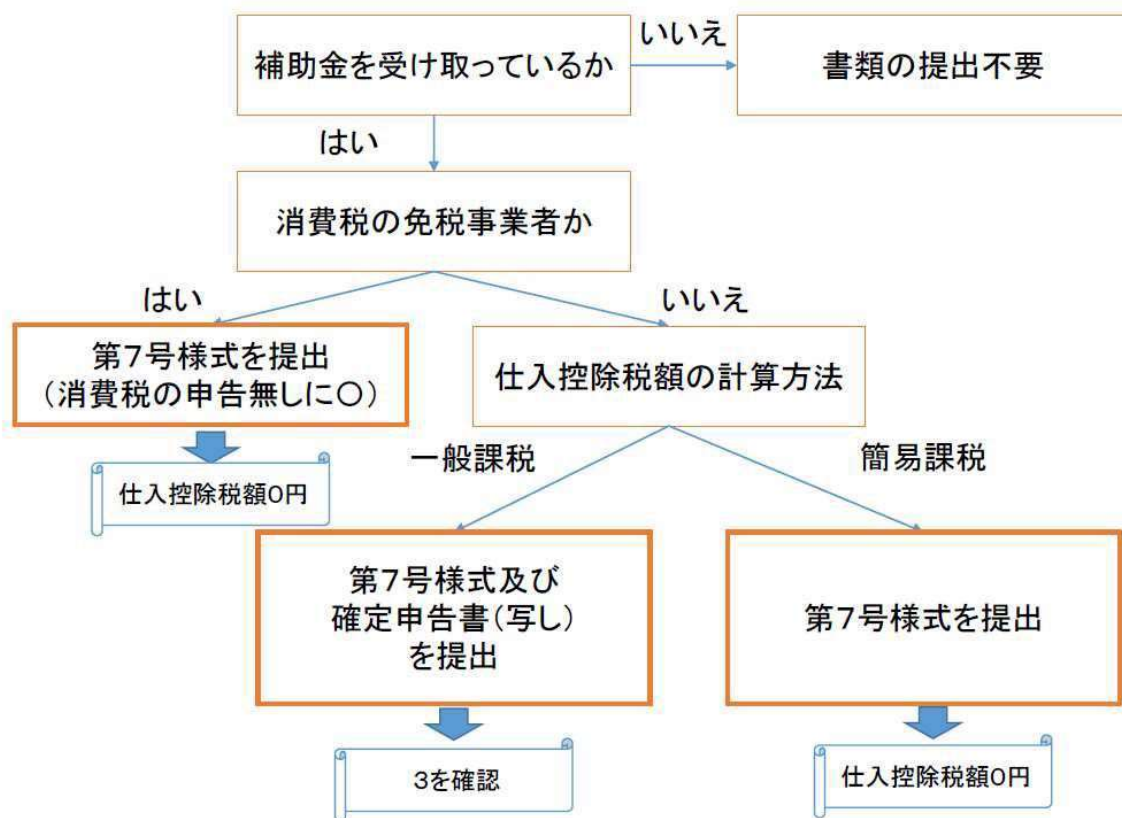 補助金を受け取っているか
いいえ
書類の提出不要
はい
消費税の免税事業者か
はい
いいえ
第7号様式を提出
(消費税の申告無しに〇)
仕入控除税額の計算方法
仕入控除税額0円
一般課税
簡易課税
第7号様式及び
確定申告書(写し)
を提出
第7号様式を提出
3を確認
仕入控除税額0円